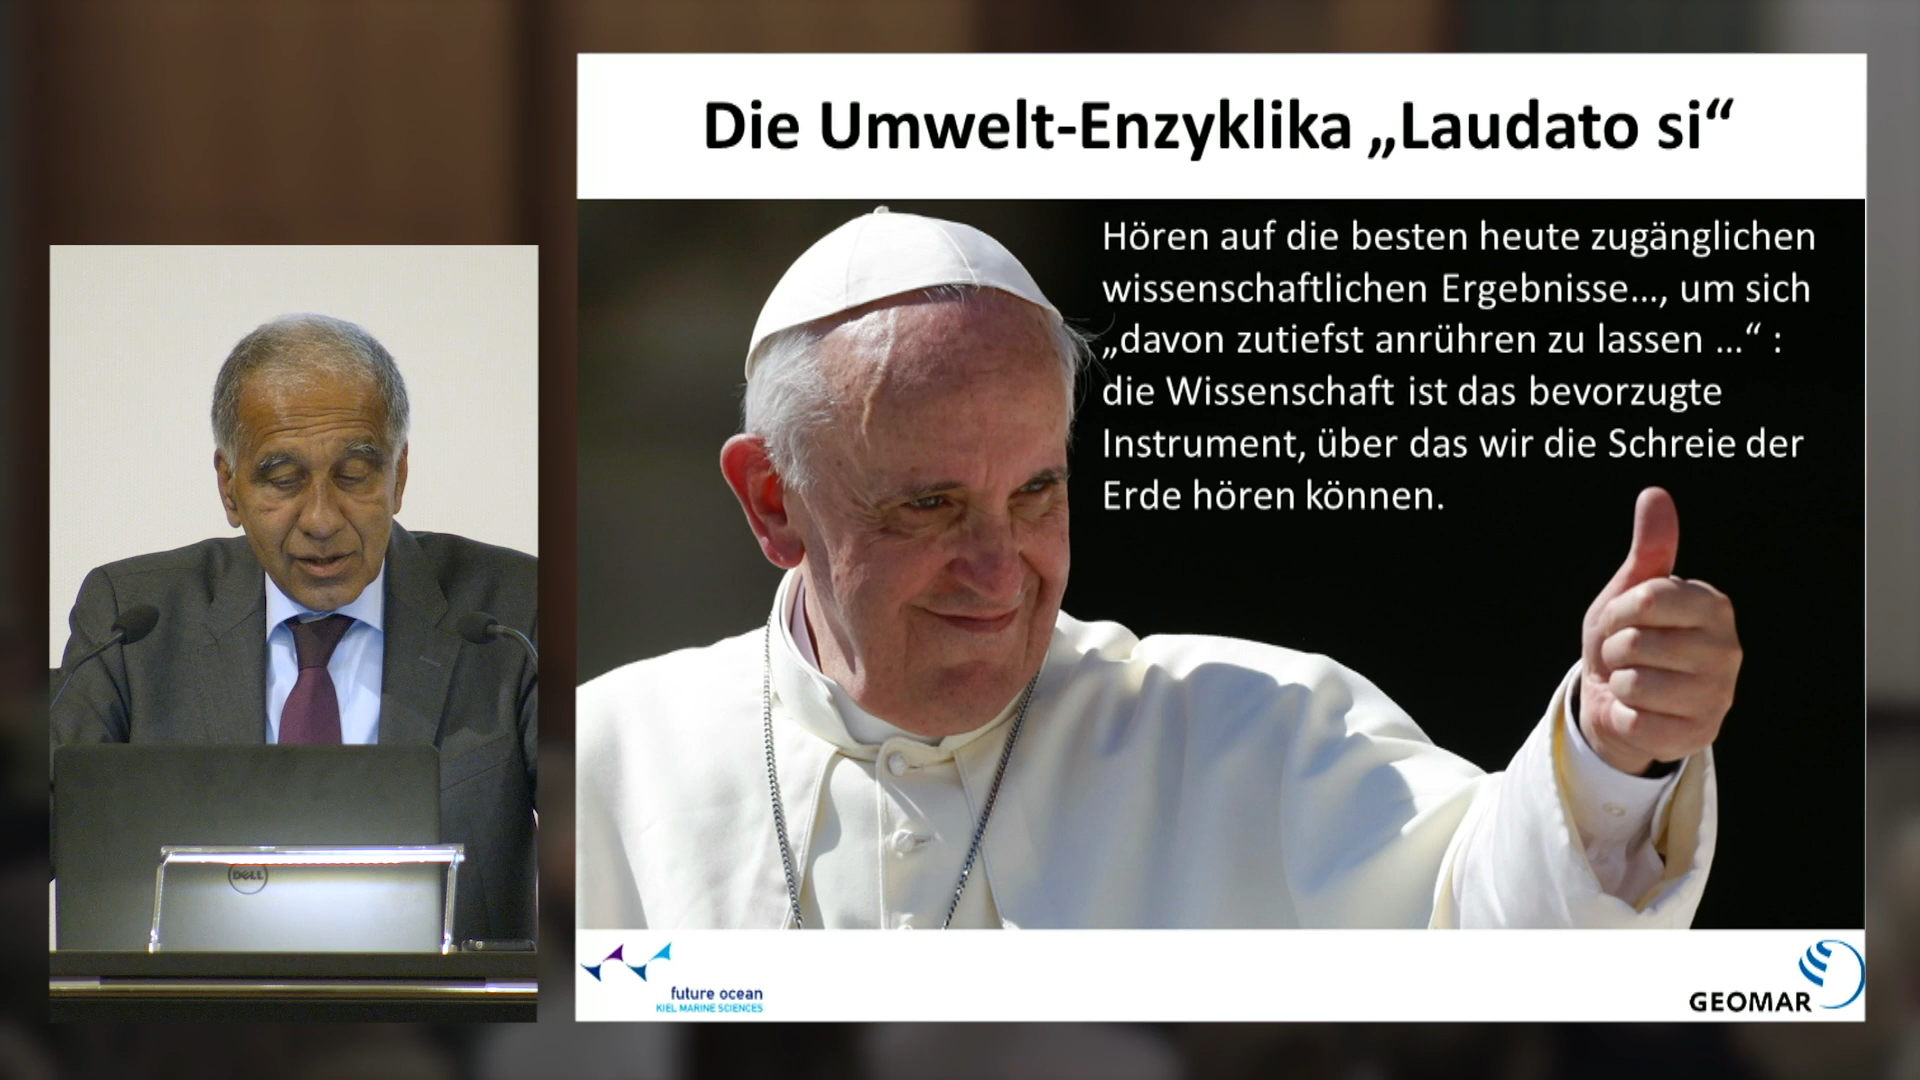 Die Umwelt-Enzyklika „Laudato si“
Hören auf die besten heute zugänglichen
wissenschaftlichen Ergebnisse..., um sich
„davon zutiefst anrühren zu lassen ...“ :
die Wissenschaft ist das bevorzugte
Instrument, über das wir die Schreie der
Erde hören können.
DELL
future ocean
KIEL MARINE SCIENCES
GEOMAR